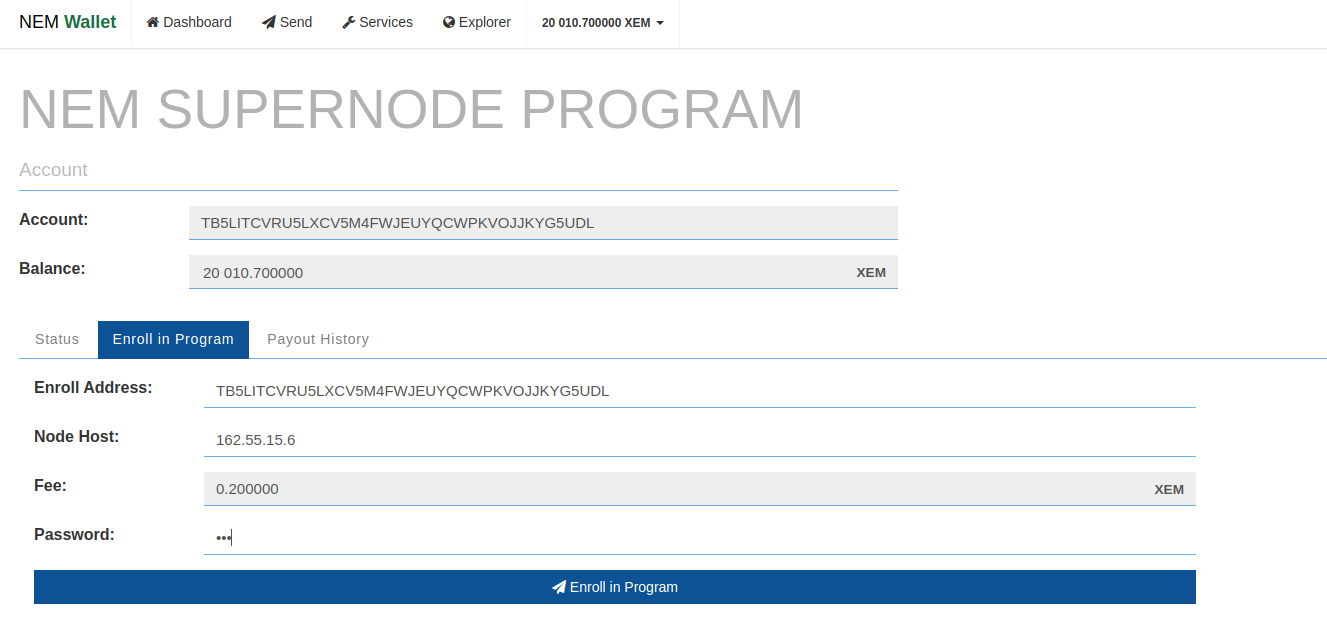 NEM Wallet Dashboard Send Services Explorer 20 010.700000 XEM
NEM SUPERNODE PROGRAM
Account
Account: TB5LITCVRU5LXCV5M4FWJEUYQCWPKVOJJKYG5UDL
Balance: 20 010.700000 XEM
Status Enroll in Program Payout History
Enroll Address: TB5LITCVRU5LXCV5M4FWJEUYQCWPKVOJJKYG5UDL
Node Host: 162.55.15.6
Fee: 0.200000 XEM
Password: •••
Enroll in Program